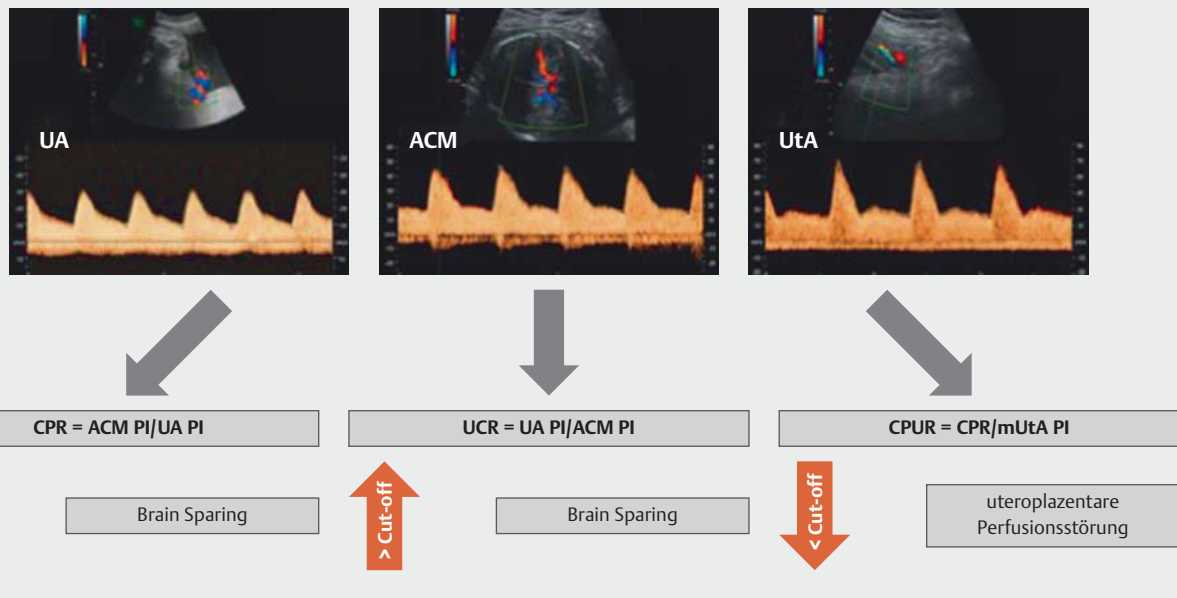 UA
ACM
UtA
CPR = ACM PI/UA PI
UCR = UA PI/ACM PI
CPUR = CPR/mUtA PI
Brain Sparing
> Cut-off
Brain Sparing
< Cut-off
uteroplazentare
Perfusionsstörung